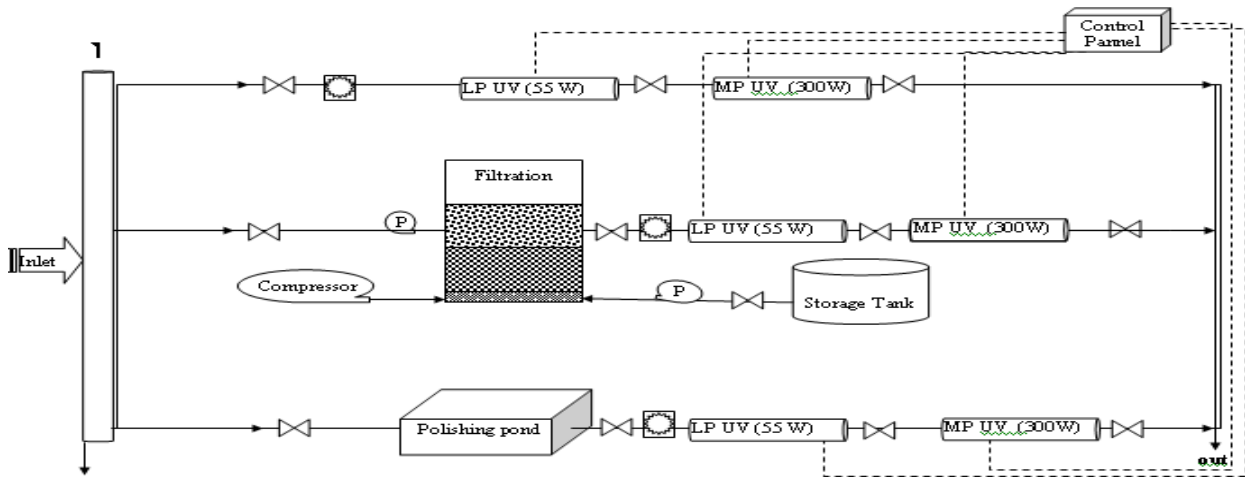 Control
Pannel
LP UV (55 W)
MP UV (300W)
Filtration
P
LP UV (55 W)
MP UV (300W)
Inlet
Compressor
P
Storage Tank
Polishing pond
LP UV (55 W)
MP UV (300W)
out